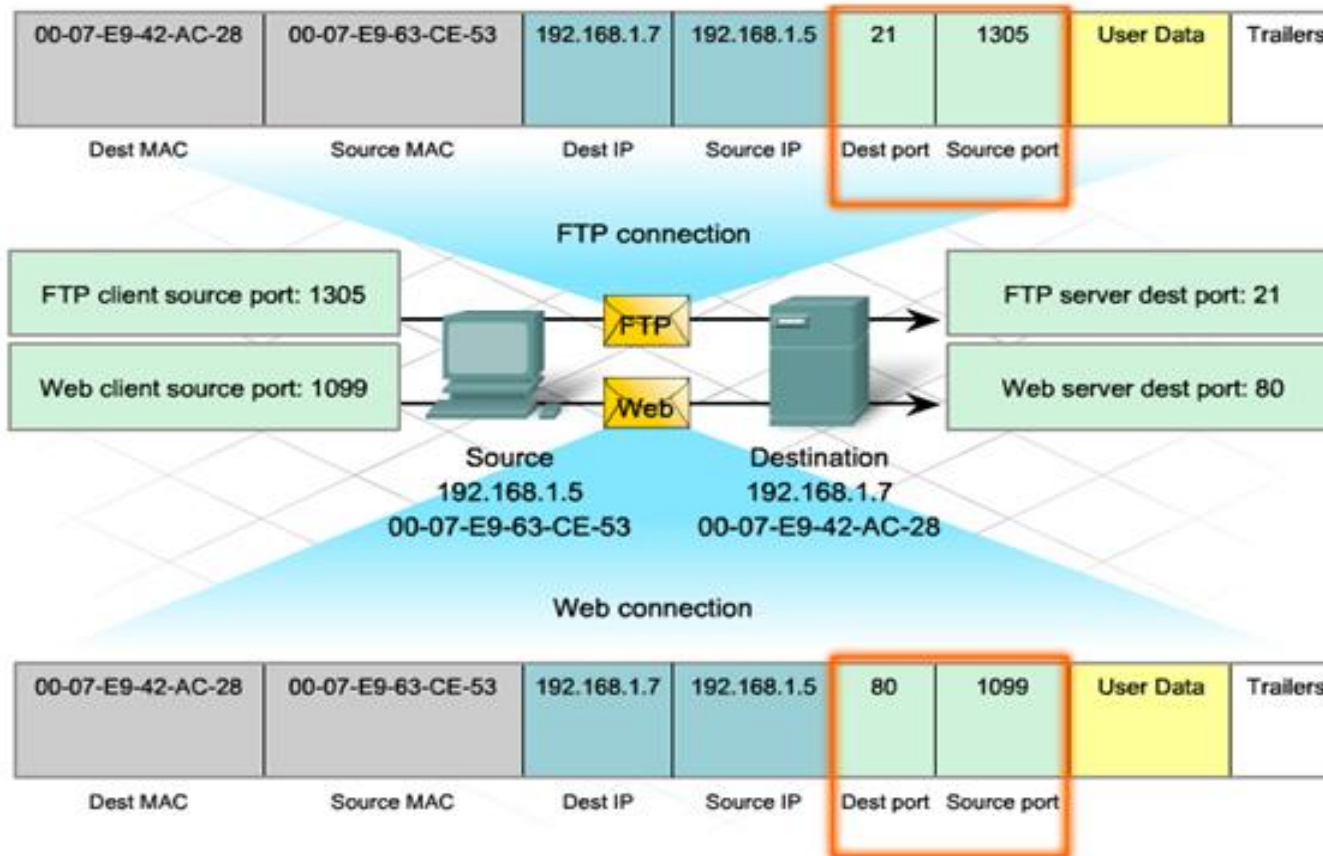 00-07-E9-42-AC-28 00-07-E9-63-CE-53 192.168.1.7 192.168.1.5 21 1305 User Data Trailers
Dest MAC Source MAC Dest IP Source IP Dest port Source port
FTP connection
FTP client source port: 1305
FTP
FTP server dest port: 21
Web client source port: 1099
Web
Web server dest port: 80
Source
192.168.1.5
00-07-E9-63-CE-53
Destination
192.168.1.7
00-07-E9-42-AC-28
Web connection
00-07-E9-42-AC-28 00-07-E9-63-CE-53 192.168.1.7 192.168.1.5 80 1099 User Data Trailers
Dest MAC Source MAC Dest IP Source IP Dest port Source port